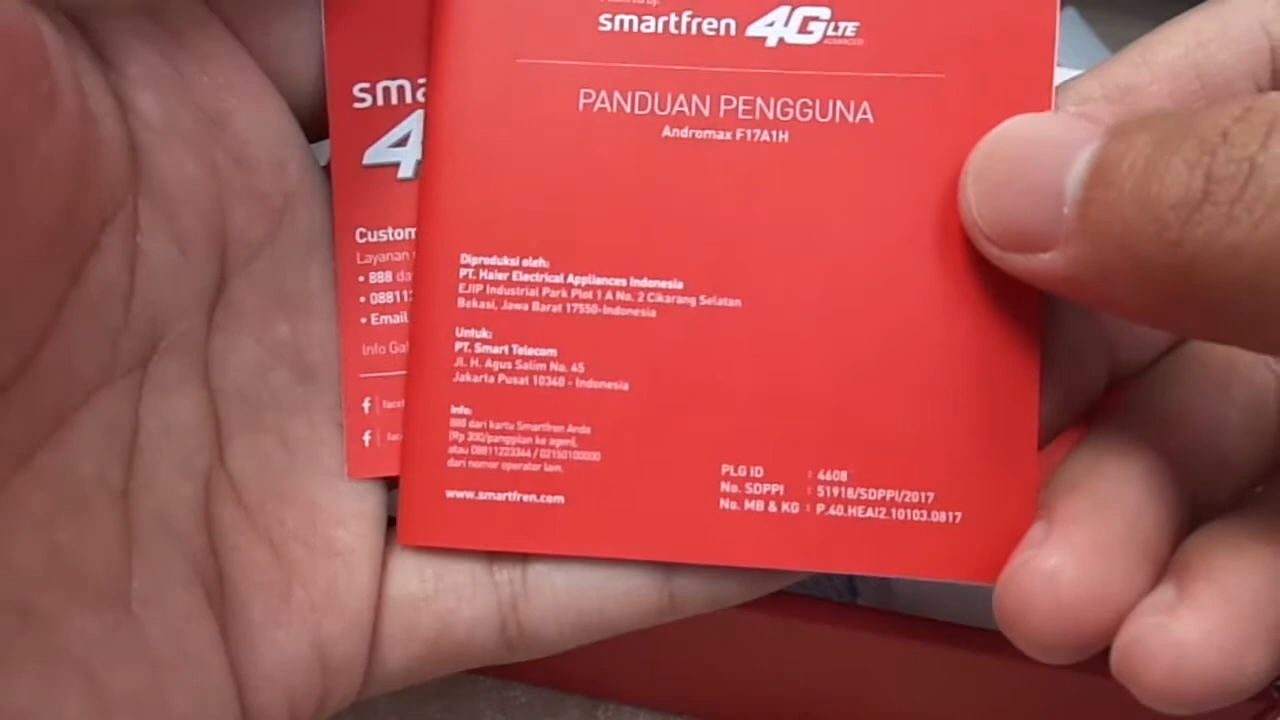 smartfren 4G LTE
ADVANCED
PANDUAN PENGGUNA
Andromax F17A1H
Diproduksi oleh:
PT. Haier Electrical Appliances Indonesia
EJIP Industrial Park Plot 1 A No. 2 Cikarang Selatan
Bekasi, Jawa Barat 17550-Indonesia
Untuk:
PT. Smart Telecom
Jl. H. Agus Salim No. 45
Jakarta Pusat 10340 - Indonesia
Info:
888 dari kartu Smartfren Anda
(Rp 300/panggilan ke agen),
atau 08811223344 / 02150100000
dari nomor operator lain.
www.smartfren.com
PLG ID : 4608
No. SDPPI : 51918/SDPPI/2017
No. MB & KG : P.40.HEAI2.10103.0817
sma
4
Custom
Layanan
• 888 da
• 08811
• Email
Info Gal